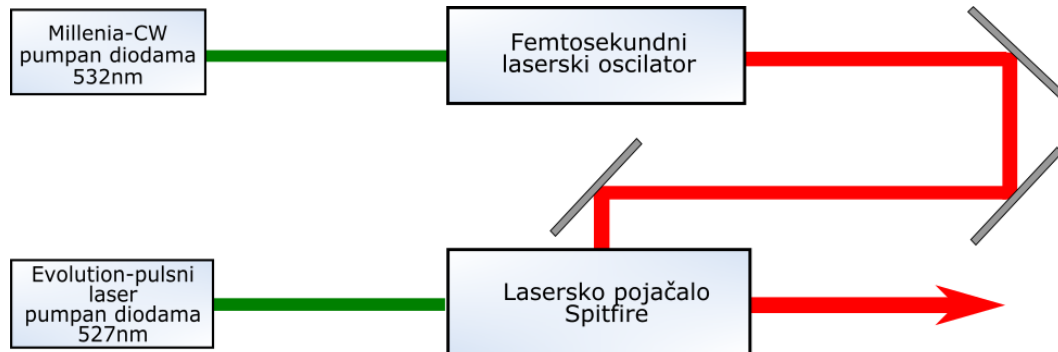 Millenia-CW
pumpan diodama
532nm
Femtosekundni
laserski oscilator
Evolution-pulsni
laser
pumpan diodama
527nm
Lasersko pojačalo
Spitfire